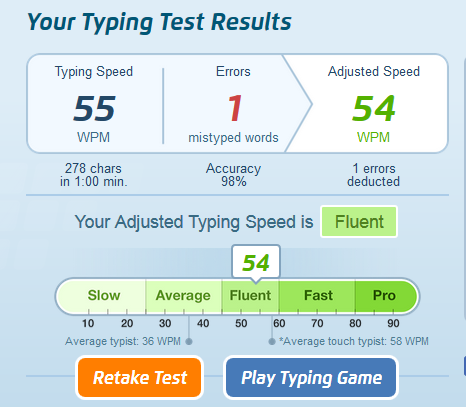 Your Typing Test Results
Typing Speed
55
WPM
Errors
1
mistyped words
Adjusted Speed
54
WPM
278 chars
in 1:00 min.
Accuracy
98%
1 errors
deducted
Your Adjusted Typing Speed is Fluent
54
Slow Average Fluent Fast Pro
10 20 30 40 50 60 70 80 90
Average typist: 36 WPM *Average touch typist: 58 WPM
Retake Test Play Typing Game